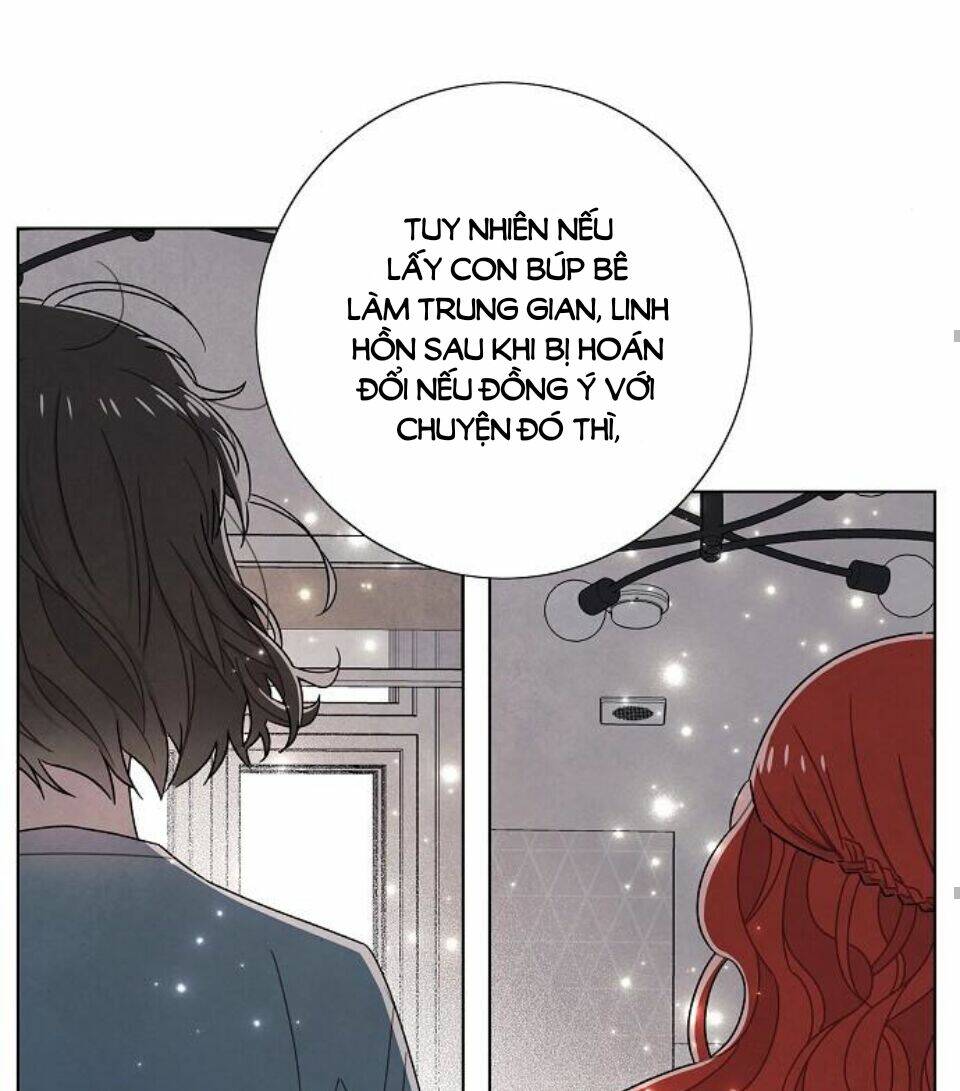 TUY NHIÊN NẾU
LẤY CON BÚP BÊ
LÀM TRUNG GIAN, LINH
HỒN SAU KHI BỊ HOÁN
ĐỔI NẾU ĐỒNG Ý VỚI
CHUYỆN ĐÓ THÌ,